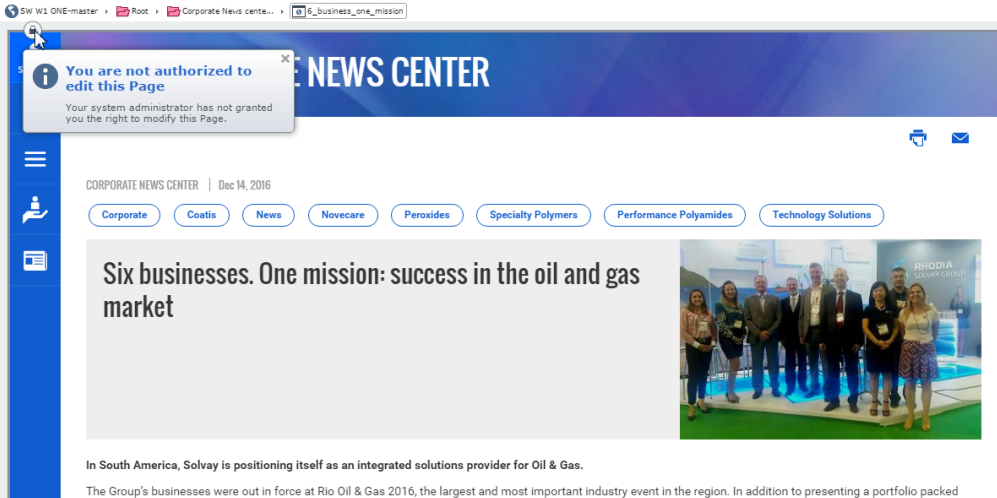 SW W1 ONE-master
Root
Corporate News cente...
6_business_one_mission
You are not authorized to
edit this Page
Your system administrator has not granted
you the right to modify this Page.
NEWS CENTER
CORPORATE NEWS CENTER | Dec 14, 2016
Corporate
Coatis
News
Novecare
Peroxides
Specialty Polymers
Performance Polyamides
Technology Solutions
Six businesses. One mission: success in the oil and gas
market
RHODIA
SOLVAY GROUP
In South America, Solvay is positioning itself as an integrated solutions provider for Oil & Gas.
The Group's businesses were out in force at Rio Oil & Gas 2016, the largest and most important industry event in the region. In addition to presenting a portfolio packed